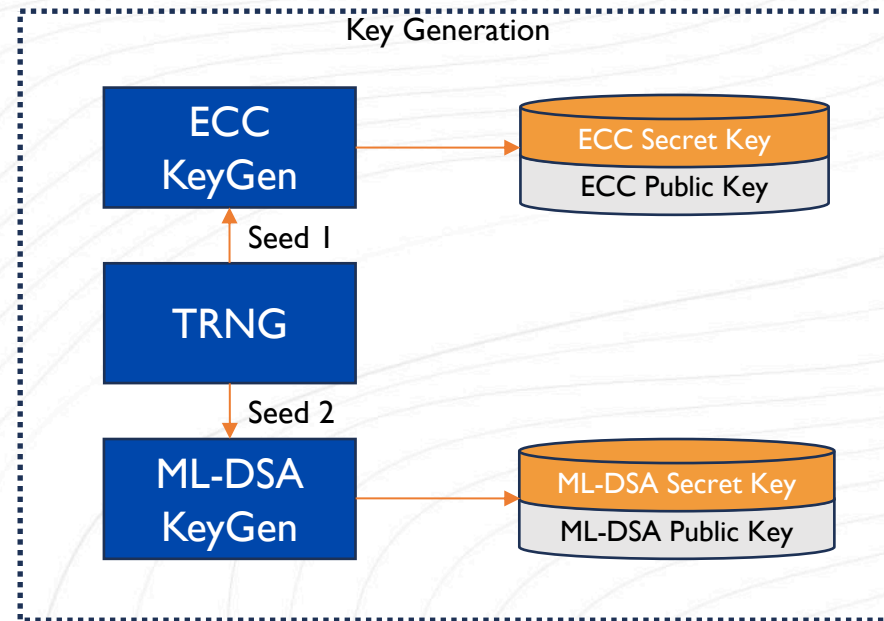 Key Generation
ECC
KeyGen
ECC Secret Key
ECC Public Key
Seed 1
TRNG
Seed 2
ML-DSA
KeyGen
ML-DSA Secret Key
ML-DSA Public Key